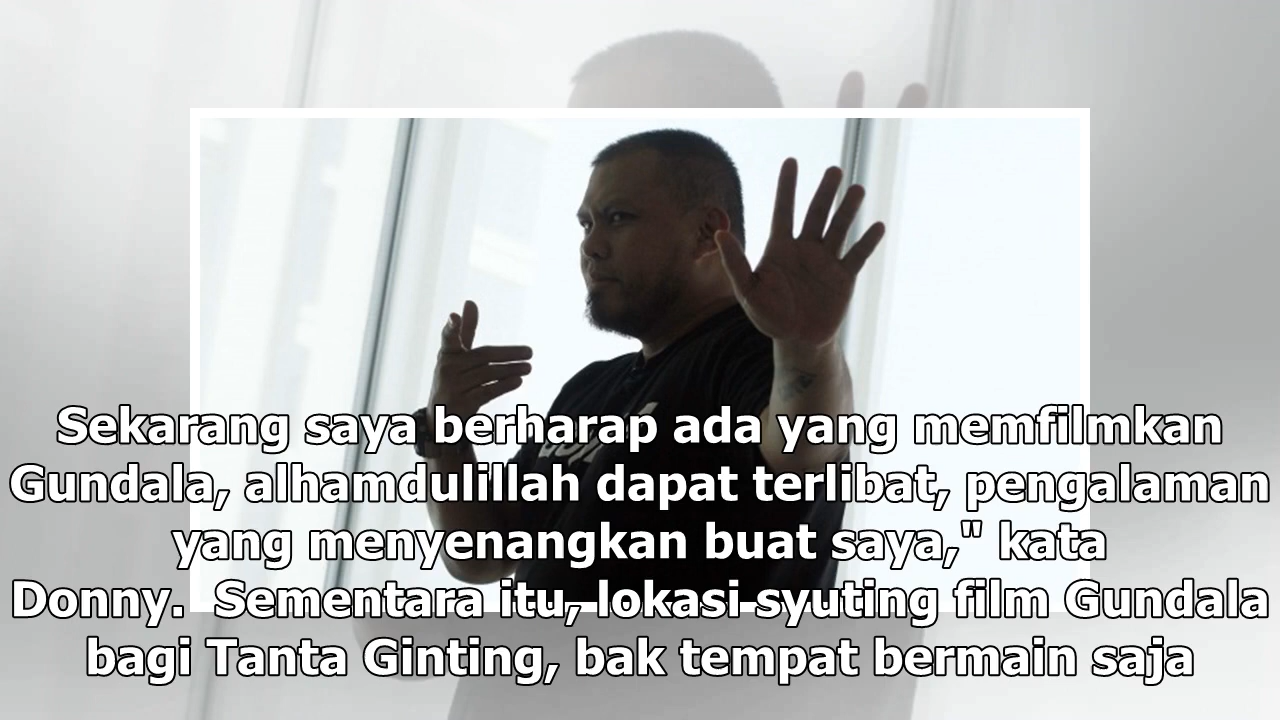 Sekarang saya berharap ada yang memfilmkan
Gundala, alhamdulillah dapat terlibat, pengalaman
yang menyenangkan buat saya," kata
Donny.  Sementara itu, lokasi syuting film Gundala
bagi Tanta Ginting, bak tempat bermain saja